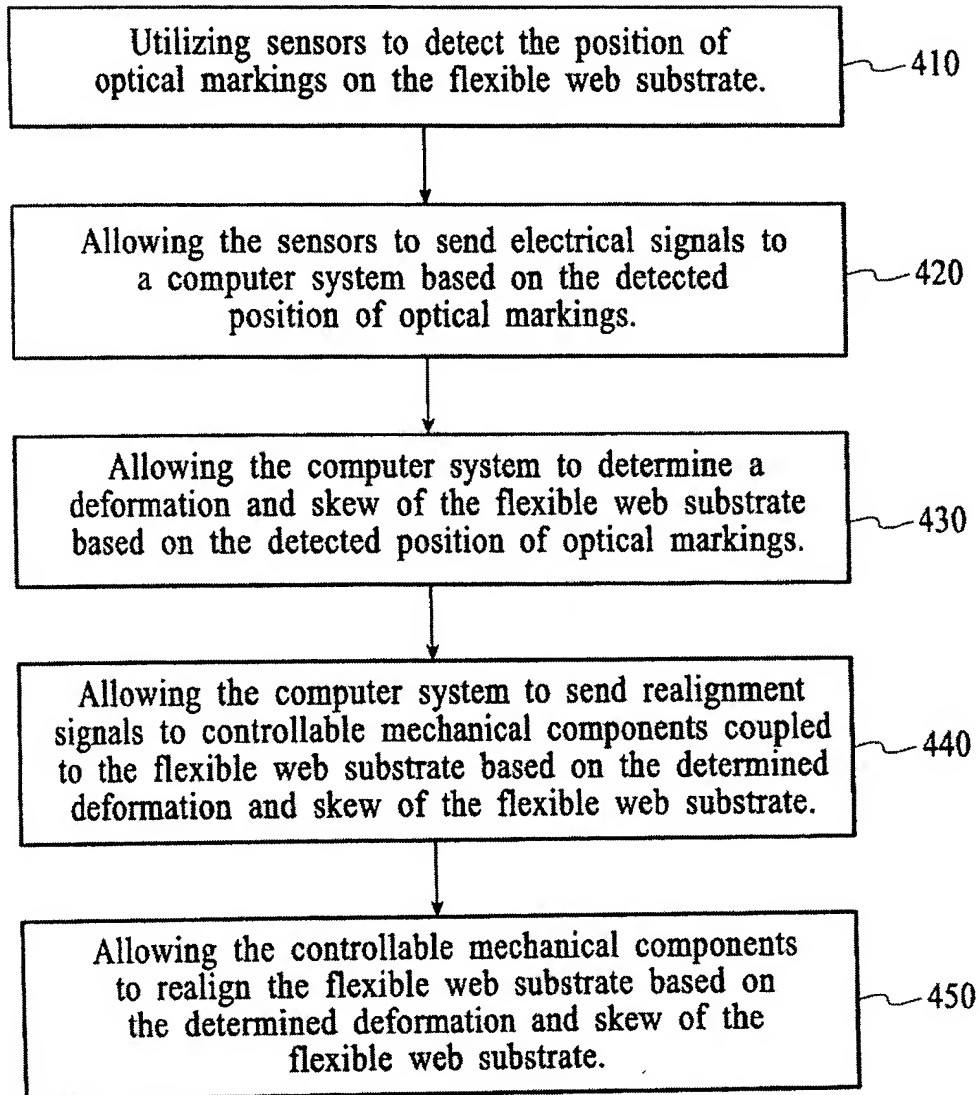 Utilizing sensors to detect the position of
optical markings on the flexible web substrate.
410
Allowing the sensors to send electrical signals to
a computer system based on the detected
position of optical markings.
420
Allowing the computer system to determine a
deformation and skew of the flexible web substrate
based on the detected position of optical markings.
430
Allowing the computer system to send realignment
signals to controllable mechanical components coupled
to the flexible web substrate based on the determined
deformation and skew of the flexible web substrate.
440
Allowing the controllable mechanical components
to realign the flexible web substrate based on
the determined deformation and skew of the
flexible web substrate.
450